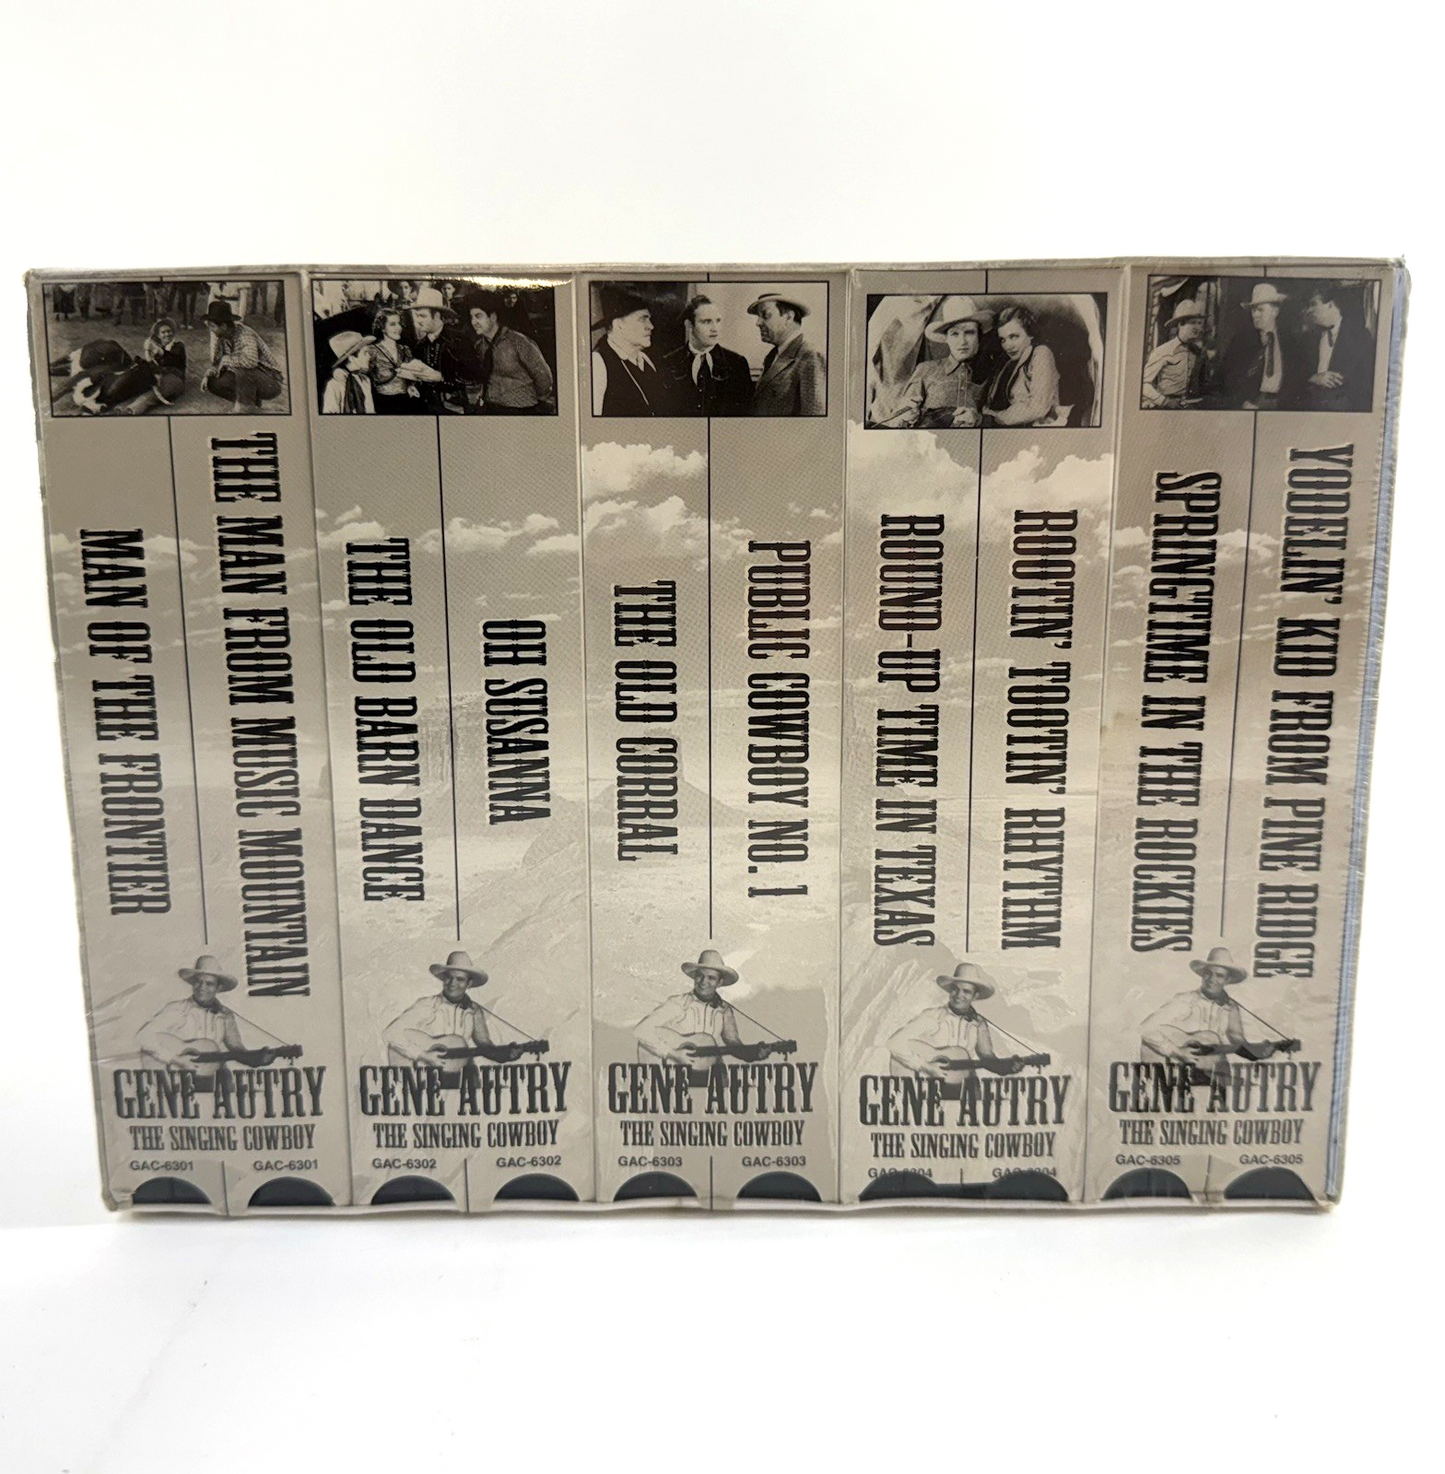 MAN OF THE FRONTIER
THE MAN FROM MUSIC MOUNTAIN
GENE AUTRY
THE SINGING COWBOY
GAC-6301 GAC-6301
THE OLD BARN DANCE
OH SUSANNA
GENE AUTRY
THE SINGING COWBOY
GAC-6302 GAC-6302
THE OLD CORRAL
PUBLIC COWBOY NO. 1
GENE AUTRY
THE SINGING COWBOY
GAC-6303 GAC-6303
ROUND-UP TIME IN TEXAS
ROOTIN' TOOTIN' RHYTHM
GENE AUTRY
THE SINGING COWBOY
GAC-6304 GAC-6304
SPRINGTIME IN THE ROCKIES
YODELIN' KID FROM PINE RIDGE
GENE AUTRY
THE SINGING COWBOY
GAC-6305 GAC-6305